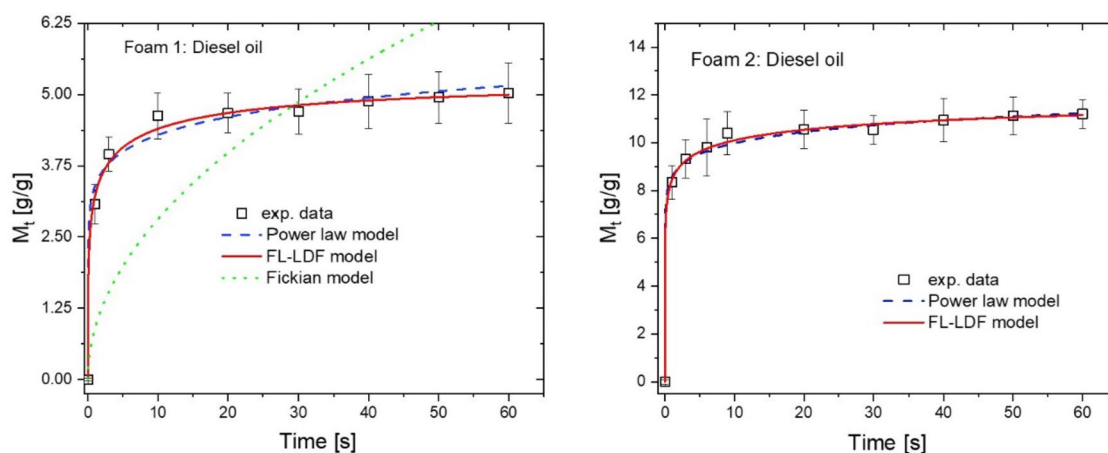 Foam 1: Diesel oil
6.25
5.00
3.75
2.50
1.25
0.00
M_t [g/g]
exp. data
Power law model
FL-LDF model
Fickian model
0 10 20 30 40 50 60
Time [s]
Foam 2: Diesel oil
14
12
10
8
6
4
2
0
M_t [g/g]
exp. data
Power law model
FL-LDF model
0 10 20 30 40 50 60
Time [s]